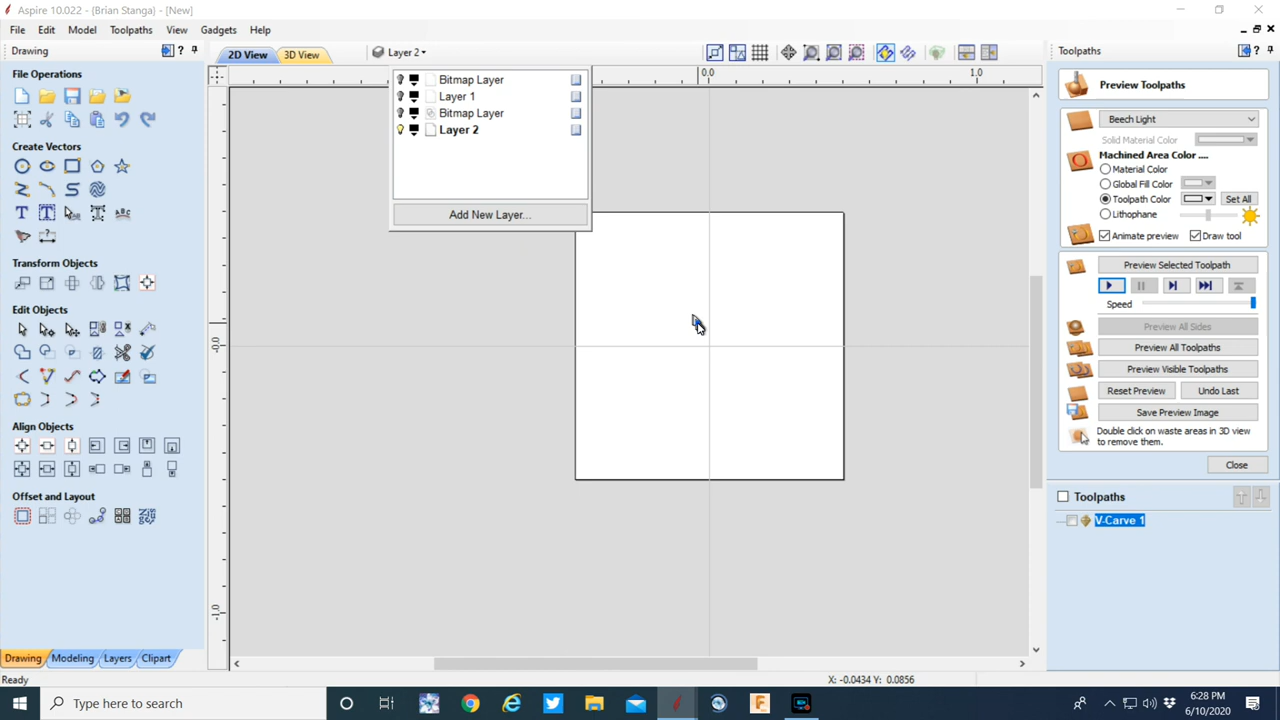 Aspire 10.022 - (Brian Stanga) - [New]
File Edit Model Toolpaths View Gadgets Help
Drawing
File Operations
Create Vectors
Transform Objects
Edit Objects
Align Objects
Offset and Layout
Drawing Modeling Layers Clipart
Ready
2D View 3D View
Layer 2
Bitmap Layer
Layer 1
Bitmap Layer
Layer 2
Add New Layer...
0.0
1.0
-0.0
-1.0
X: -0.0434 Y: 0.0856
Toolpaths
Preview Toolpaths
Beech Light
Solid Material Color
Machined Area Color ....
Material Color
Global Fill Color
Toolpath Color Set All
Lithophane
Animate preview Draw tool
Preview Selected Toolpath
Speed
Preview All Sides
Preview All Toolpaths
Preview Visible Toolpaths
Reset Preview Undo Last
Save Preview Image
Double click on waste areas in 3D view
to remove them.
Close
Toolpaths
V-Carve 1
Type here to search
6:28 PM
6/10/2020